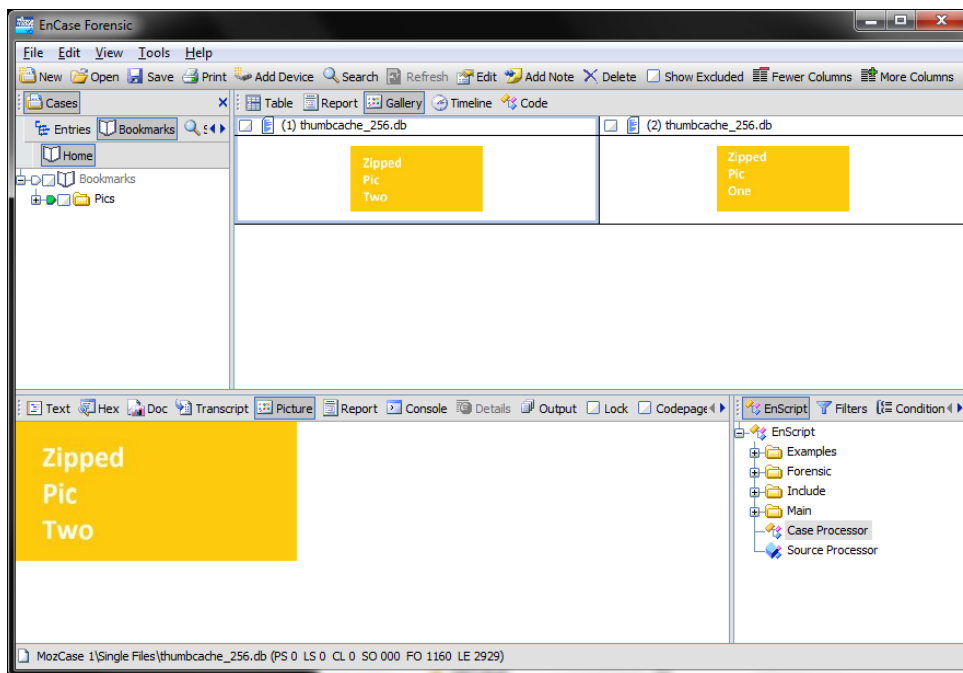 EnCase Forensic
File Edit View Tools Help
New Open Save Print Add Device Search Refresh Edit Add Note Delete Show Excluded Fewer Columns More Columns
Cases Table Report Gallery Timeline Code
Entries Bookmarks
Home
Bookmarks
Pics
(1) thumbcache_256.db (2) thumbcache_256.db
Zipped
Pic
Two
Zipped
Pic
One
Text Hex Doc Transcript Picture Report Console Details Output Lock Codepage
EnScript Filters Condition
Zipped
Pic
Two
EnScript
Examples
Forensic
Include
Main
Case Processor
Source Processor
MozCase 1\Single Files\thumbcache_256.db (PS 0 LS 0 CL 0 SO 000 FO 1160 LE 2929)